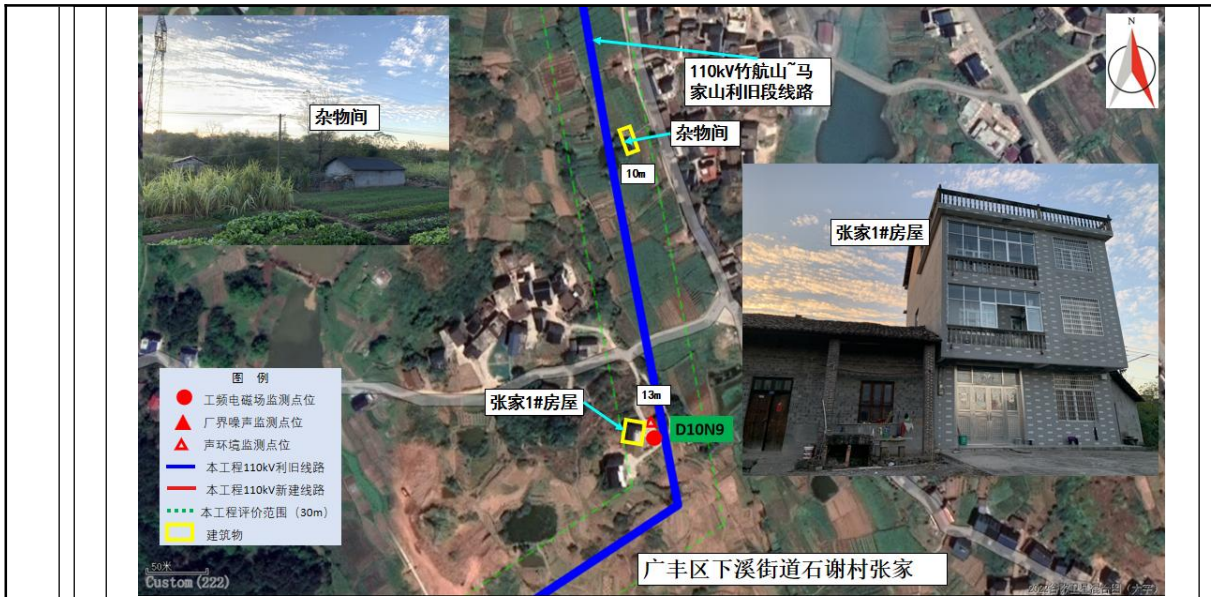 杂物间
110kV竹航山~马
家山利旧段线路
N
杂物间
10m
张家1#房屋
13m
张家1#房屋
D10N9
图 例
工频电磁场监测点位
厂界噪声监测点位
声环境监测点位
本工程110kV利旧线路
本工程110kV新建线路
本工程评价范围（30m）
建筑物
50米
Custom(222)
广丰区下溪街道石谢村张家